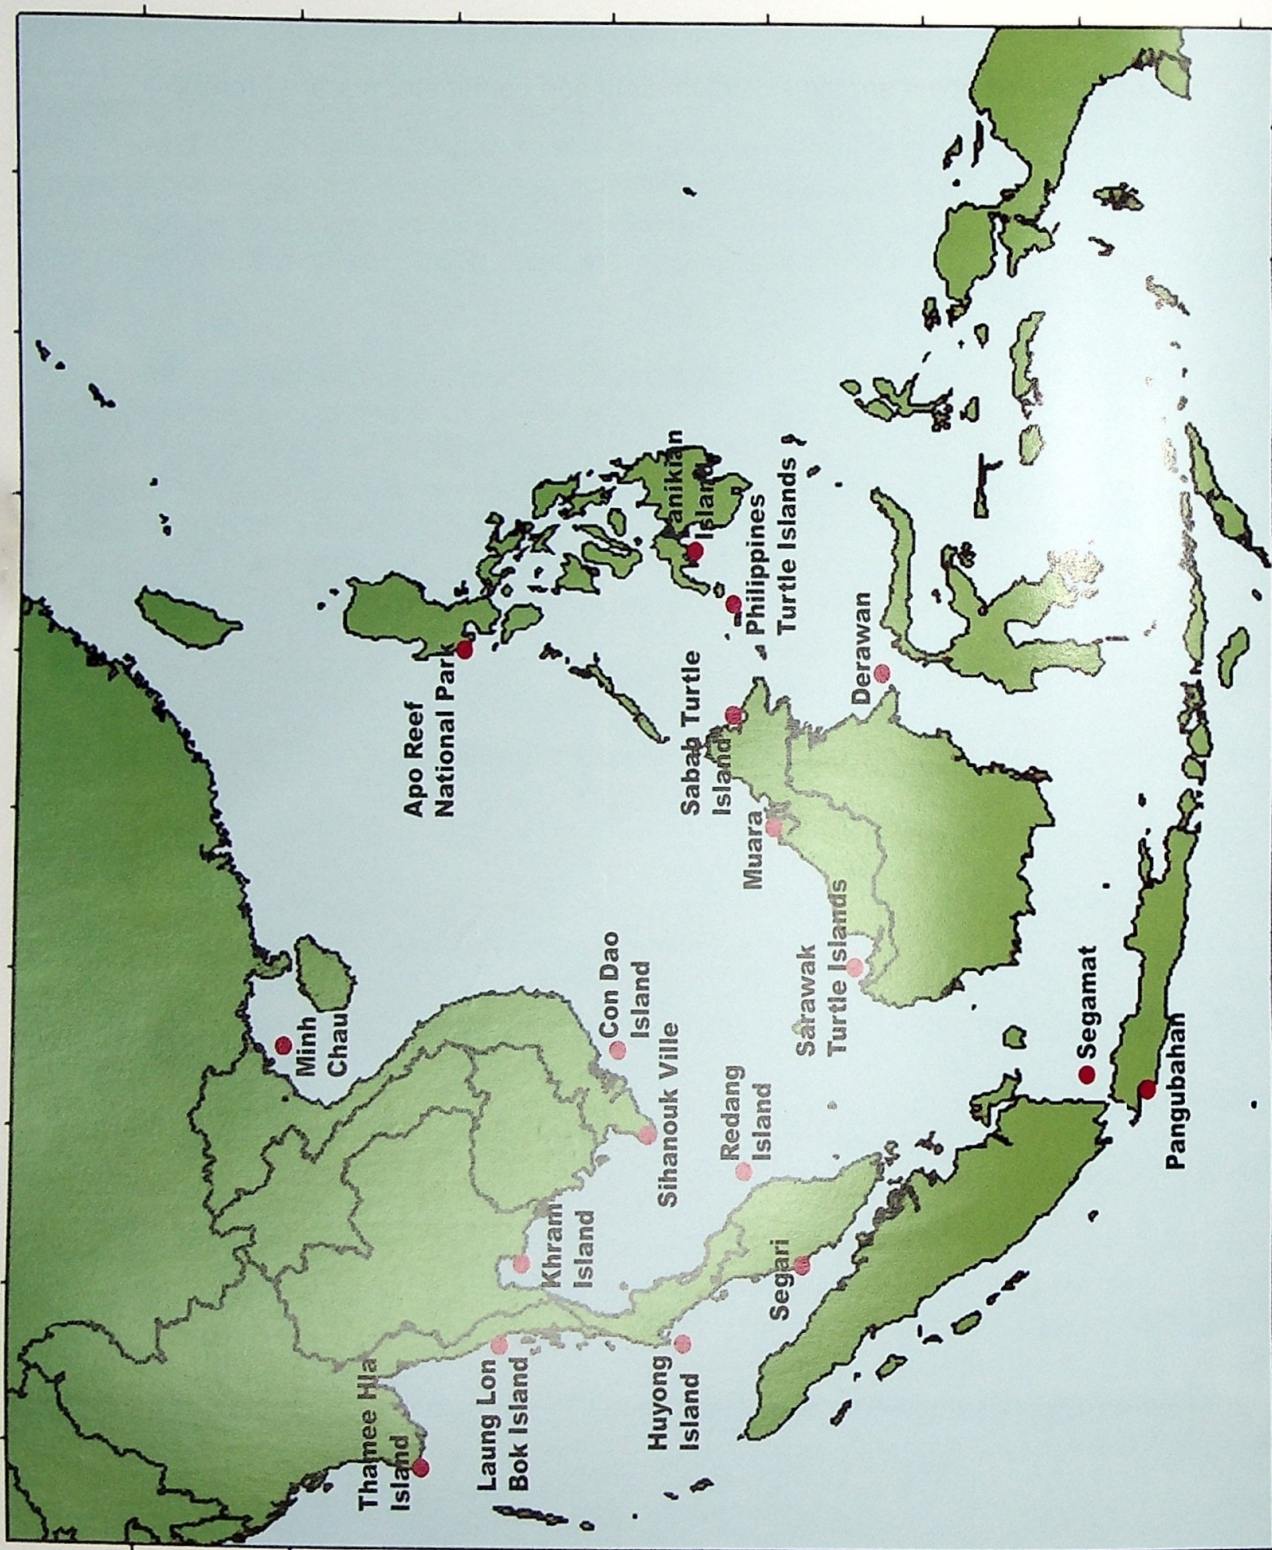 Thamee Hla
Island
Laung Lon
Bok Island
Huyong
Island
Khram
Island
Segari
Minh
Chau
Sihanouk Ville
Redang
Island
Con Dao
Island
Sarawak
Turtle Islands
Segamat
Pangubahan
Muara
Apo Reef
National Park
Sabah Turtle
Island
Derawan
Philippines
Turtle Islands
anikian
Island